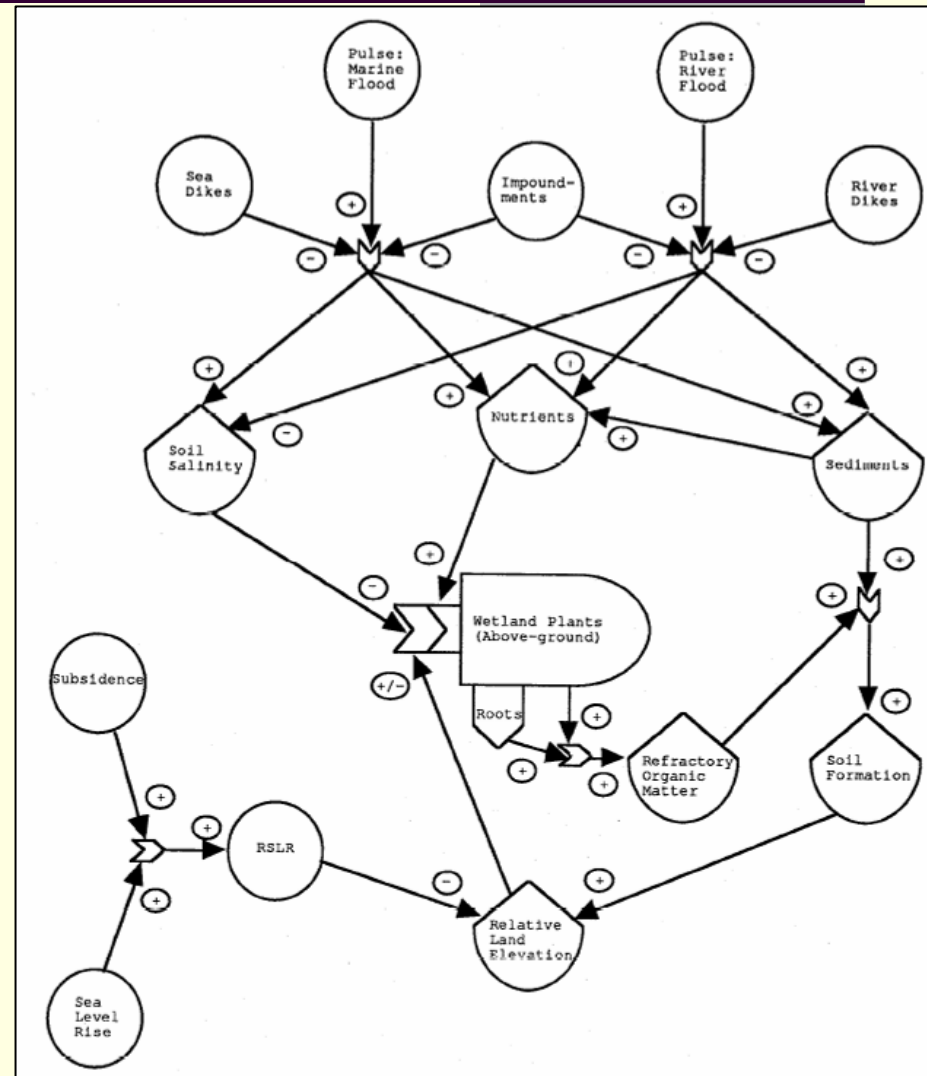 Pulse:
Marine
Flood
Pulse:
River
Flood
Sea
Dikes
Impound-
ments
River
Dikes
+
+
-
-
-
-
+
-
+
+
+
+
+
Soil
Salinity
Nutrients
+
Sediments
-
+
+
+
Wetland Plants
(Above-ground)
+/-
Subsidence
Roots
+
+
+
+
Refractory
Organic
Matter
Soil
Formation
+
+
RSLR
+
-
+
Relative
Land
Elevation
Sea
Level
Rise